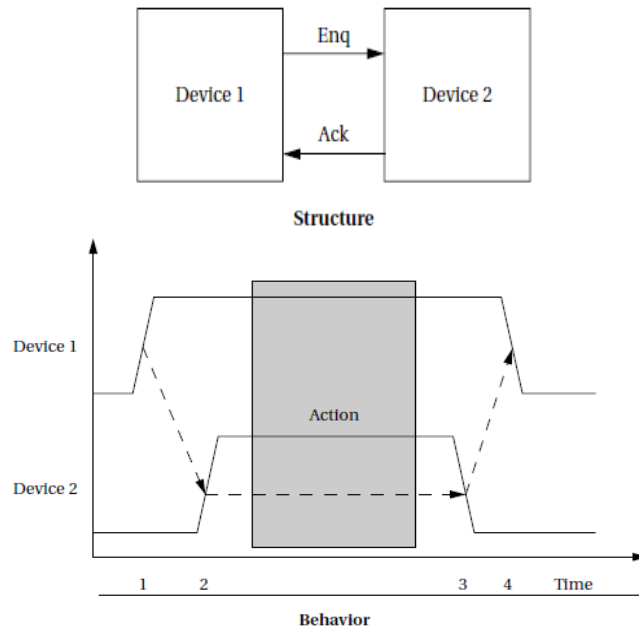 Enq
Device 1
Device 2
Ack
Structure
Device 1
Action
Device 2
1 2 3 4 Time
Behavior